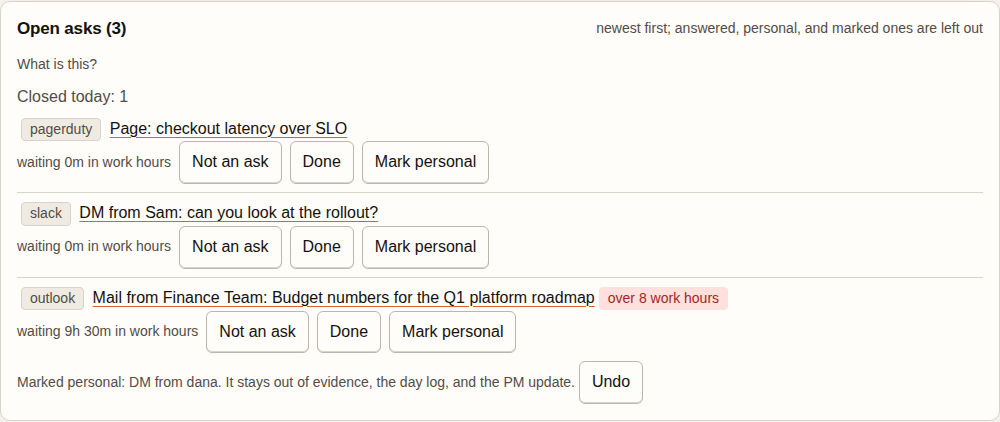 Open asks (3) newest first; answered, personal, and marked ones are left out
What is this?
Closed today: 1
pagerduty Page: checkout latency over SLO
waiting 0m in work hours Not an ask Done Mark personal
slack DM from Sam: can you look at the rollout?
waiting 0m in work hours Not an ask Done Mark personal
outlook Mail from Finance Team: Budget numbers for the Q1 platform roadmap over 8 work hours
waiting 9h 30m in work hours Not an ask Done Mark personal
Marked personal: DM from dana. It stays out of evidence, the day log, and the PM update. Undo